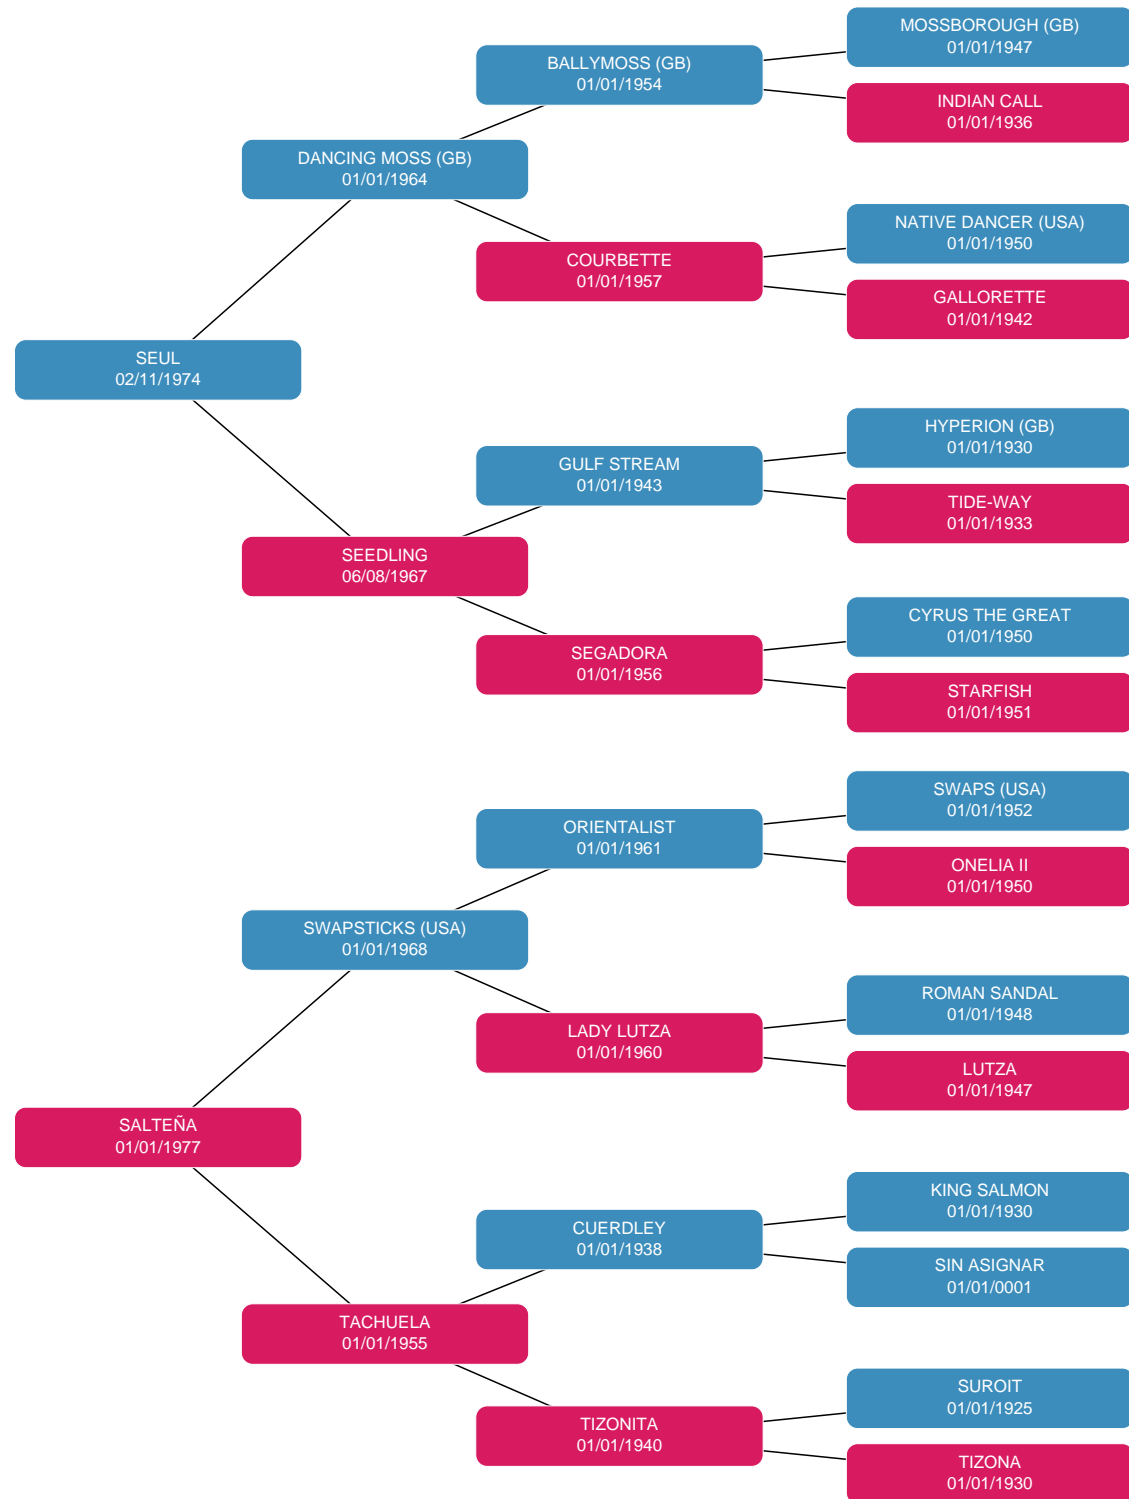 MOSSBOROUGH (GB)
01/01/1947
BALLYMOSS (GB)
01/01/1954
INDIAN CALL
01/01/1936
DANCING MOSS (GB)
01/01/1964
NATIVE DANCER (USA)
01/01/1950
COURBETTE
01/01/1957
GALLORETTE
01/01/1942
SEUL
02/11/1974
HYPERION (GB)
01/01/1930
GULF STREAM
01/01/1943
TIDE-WAY
01/01/1933
SEEDLING
06/08/1967
CYRUS THE GREAT
01/01/1950
SEGADORA
01/01/1956
STARFISH
01/01/1951
SWAPS (USA)
01/01/1952
ORIENTALIST
01/01/1961
ONELIA II
01/01/1950
SWAPSTICKS (USA)
01/01/1968
ROMAN SANDAL
01/01/1948
LADY LUTZA
01/01/1960
LUTZA
01/01/1947
SALTEÑA
01/01/1977
KING SALMON
01/01/1930
CUERDLEY
01/01/1938
SIN ASIGNAR
01/01/0001
TACHUELA
01/01/1955
SUROIT
01/01/1925
TIZONITA
01/01/1940
TIZONA
01/01/1930